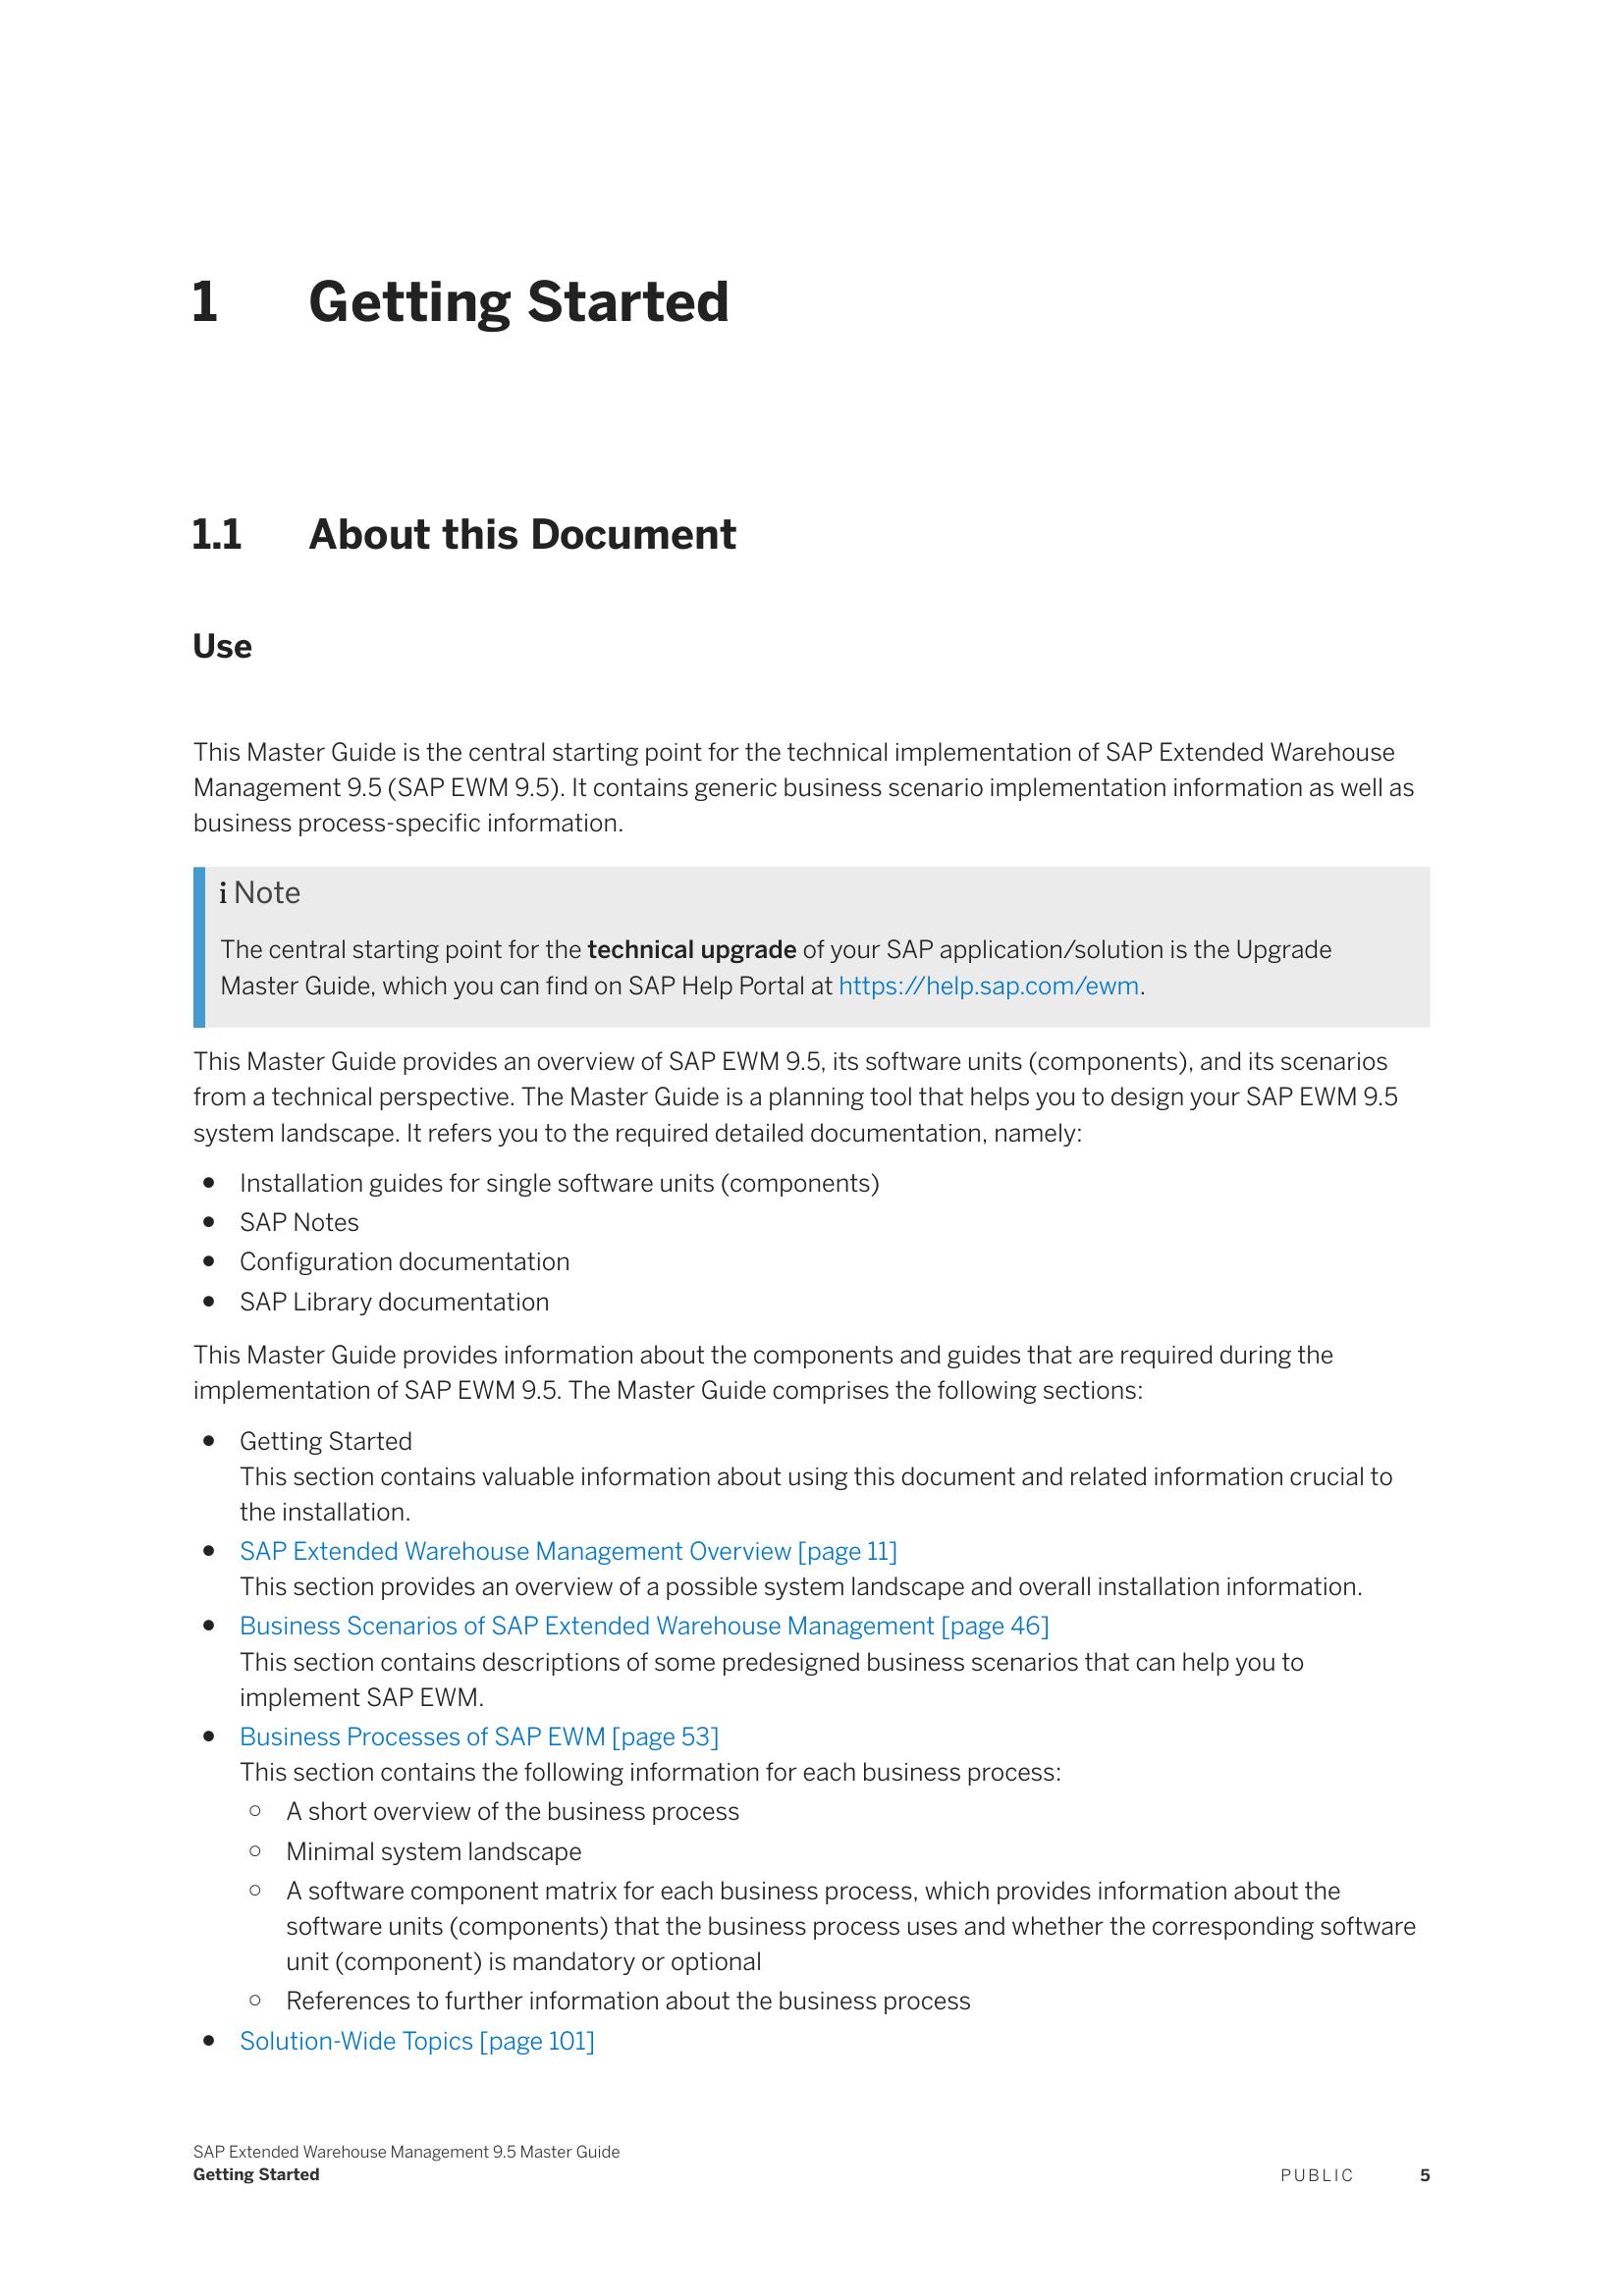 1 Getting Started
1.1 About this Document
Use
This Master Guide is the central starting point for the technical implementation of SAP Extended Warehouse
Management 9.5 (SAP EWM 9.5). It contains generic business scenario implementation information as well as
business process-specific information.
i Note
The central starting point for the technical upgrade of your SAP application/solution is the Upgrade
Master Guide, which you can find on SAP Help Portal at https://help.sap.com/ewm.
This Master Guide provides an overview of SAP EWM 9.5, its software units (components), and its scenarios
from a technical perspective. The Master Guide is a planning tool that helps you to design your SAP EWM 9.5
system landscape. It refers you to the required detailed documentation, namely:
● Installation guides for single software units (components)
● SAP Notes
● Configuration documentation
● SAP Library documentation
This Master Guide provides information about the components and guides that are required during the
implementation of SAP EWM 9.5. The Master Guide comprises the following sections:
● Getting Started
This section contains valuable information about using this document and related information crucial to
the installation.
● SAP Extended Warehouse Management Overview [page 11]
This section provides an overview of a possible system landscape and overall installation information.
● Business Scenarios of SAP Extended Warehouse Management [page 46]
This section contains descriptions of some predesigned business scenarios that can help you to
implement SAP EWM.
● Business Processes of SAP EWM [page 53]
This section contains the following information for each business process:
○ A short overview of the business process
○ Minimal system landscape
○ A software component matrix for each business process, which provides information about the
software units (components) that the business process uses and whether the corresponding software
unit (component) is mandatory or optional
○ References to further information about the business process
● Solution-Wide Topics [page 101]
SAP Extended Warehouse Management 9.5 Master Guide
Getting Started PUBLIC 5